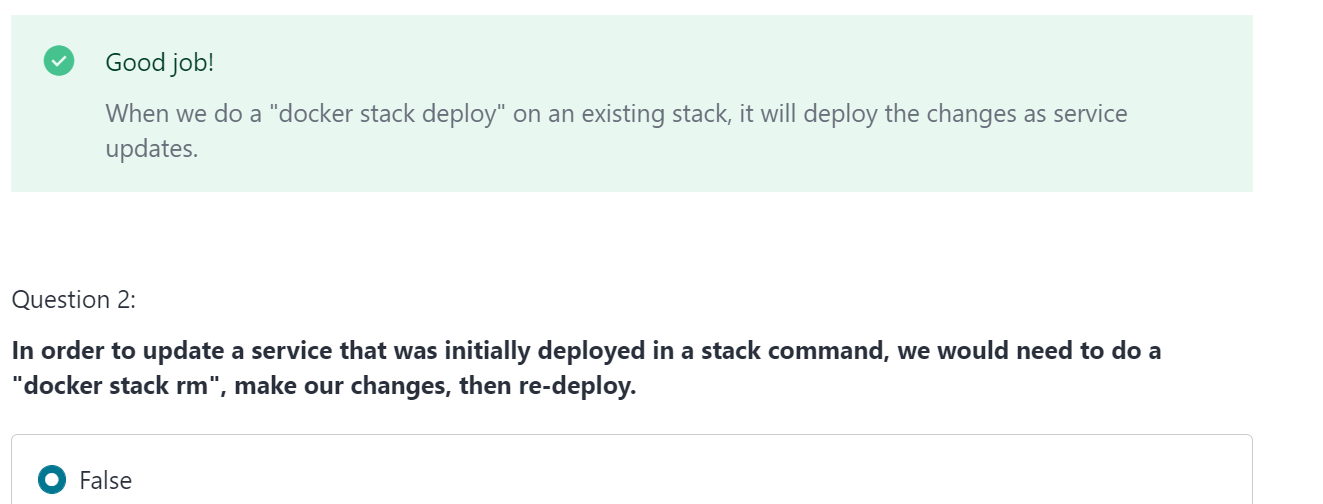 Good job!
When we do a "docker stack deploy" on an existing stack, it will deploy the changes as service
updates.
Question 2:
In order to update a service that was initially deployed in a stack command, we would need to do a
"docker stack rm", make our changes, then re-deploy.
False